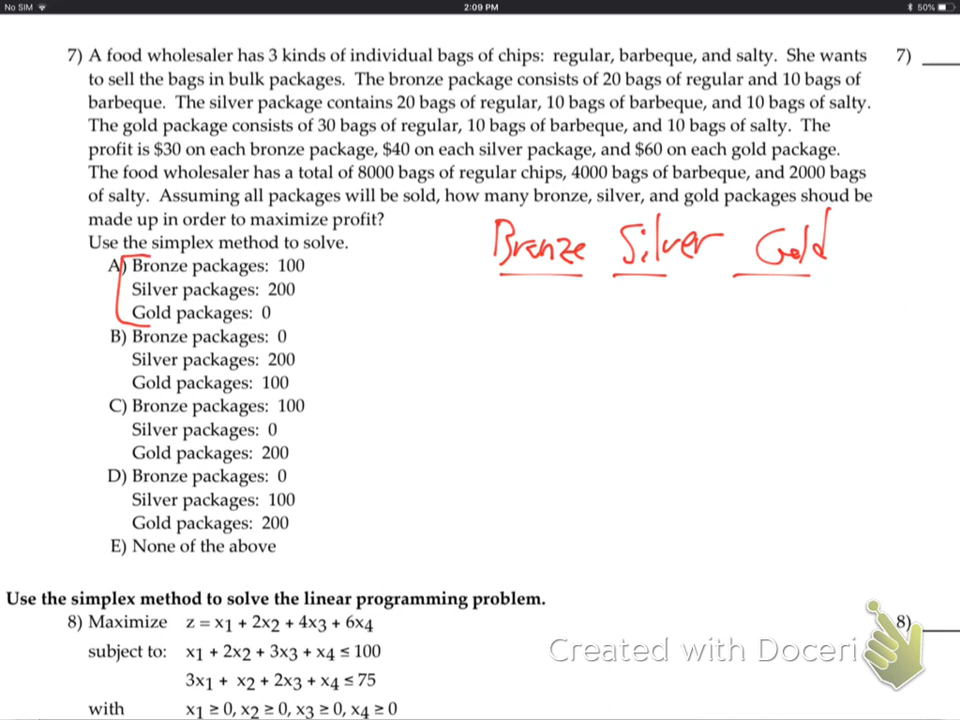 No SIM
2:09 PM
50%
7) A food wholesaler has 3 kinds of individual bags of chips: regular, barbeque, and salty. She wants 7)
to sell the bags in bulk packages. The bronze package consists of 20 bags of regular and 10 bags of
barbeque. The silver package contains 20 bags of regular, 10 bags of barbeque, and 10 bags of salty.
The gold package consists of 30 bags of regular, 10 bags of barbeque, and 10 bags of salty. The
profit is $30 on each bronze package, $40 on each silver package, and $60 on each gold package.
The food wholesaler has a total of 8000 bags of regular chips, 4000 bags of barbeque, and 2000 bags
of salty. Assuming all packages will be sold, how many bronze, silver, and gold packages shoud be
made up in order to maximize profit?
Use the simplex method to solve.
Bronze Silver Gold
A) Bronze packages: 100
Silver packages: 200
Gold packages: 0
B) Bronze packages: 0
Silver packages: 200
Gold packages: 100
C) Bronze packages: 100
Silver packages: 0
Gold packages: 200
D) Bronze packages: 0
Silver packages: 100
Gold packages: 200
E) None of the above
Use the simplex method to solve the linear programming problem.
8) Maximize z = x1 + 2x2 + 4x3 + 6x4 8)
subject to: x1 + 2x2 + 3x3 + x4 ≤ 100
3x1 + x2 + 2x3 + x4 ≤ 75
with x1 ≥ 0, x2 ≥ 0, x3 ≥ 0, x4 ≥ 0
Created with Doceri